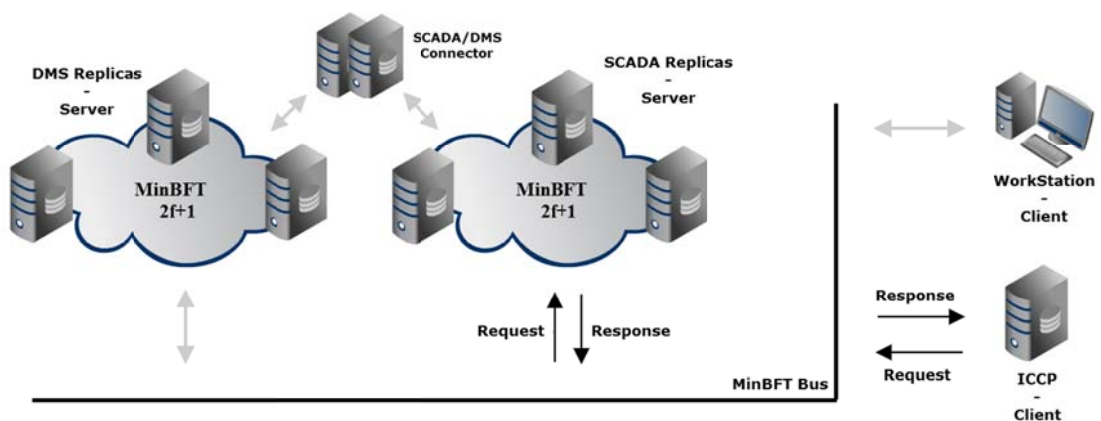 SCADA/DMS
Connector
DMS Replicas
-
Server
SCADA Replicas
-
Server
MinBFT
2f+1
MinBFT
2f+1
WorkStation
-
Client
Request
Response
Response
Request
MinBFT Bus
ICCP
-
Client